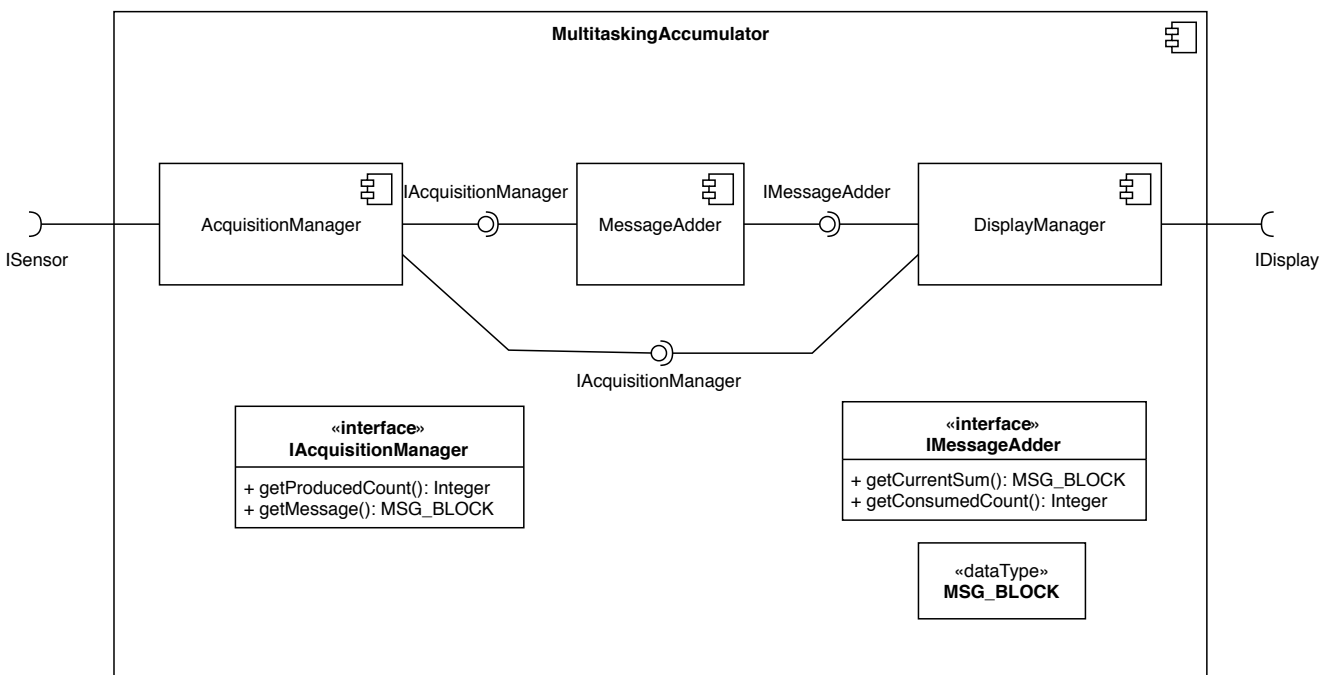 MultitaskingAccumulator
IAcquisitionManager
IMessageAdder
AcquisitionManager
MessageAdder
DisplayManager
ISensor
IDisplay
IAcquisitionManager
«interface»
IAcquisitionManager
+ getProducedCount(): Integer
+ getMessage(): MSG_BLOCK
«interface»
IMessageAdder
+ getCurrentSum(): MSG_BLOCK
+ getConsumedCount(): Integer
«dataType»
MSG_BLOCK